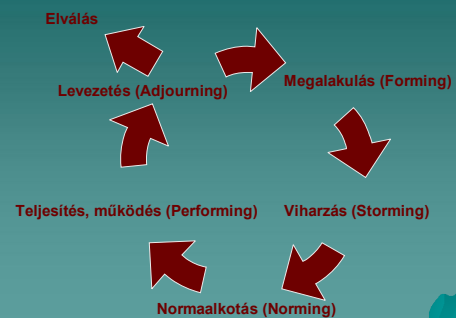 Elválás
Levezetés (Adjourning)
Megalakulás (Forming)
Teljesítés, működés (Performing)
Viharzás (Storming)
Normaalkotás (Norming)